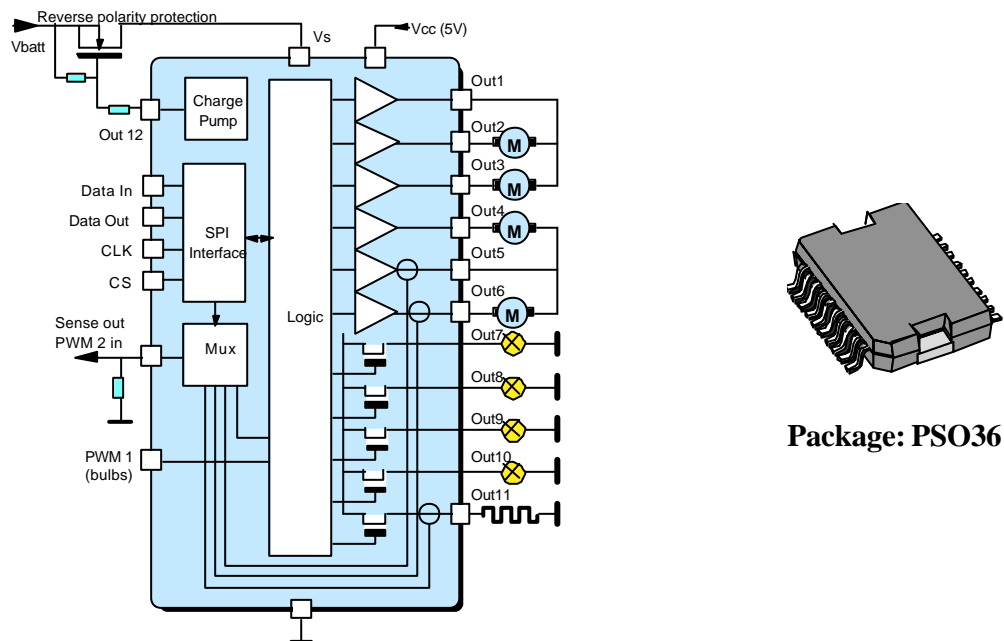 Reverse polarity protection
Vbatt
Vs
Vcc (5V)
Out 12
Charge
Pump
Data In
Data Out
CLK
CS
SPI
Interface
Sense out
PWM 2 in
Mux
PWM 1
(bulbs)
Logic
Out1
Out2
M
Out3
M
Out4
M
Out5
Out6
M
Out7
Out8
Out9
Out10
Out11
Package: PSO36